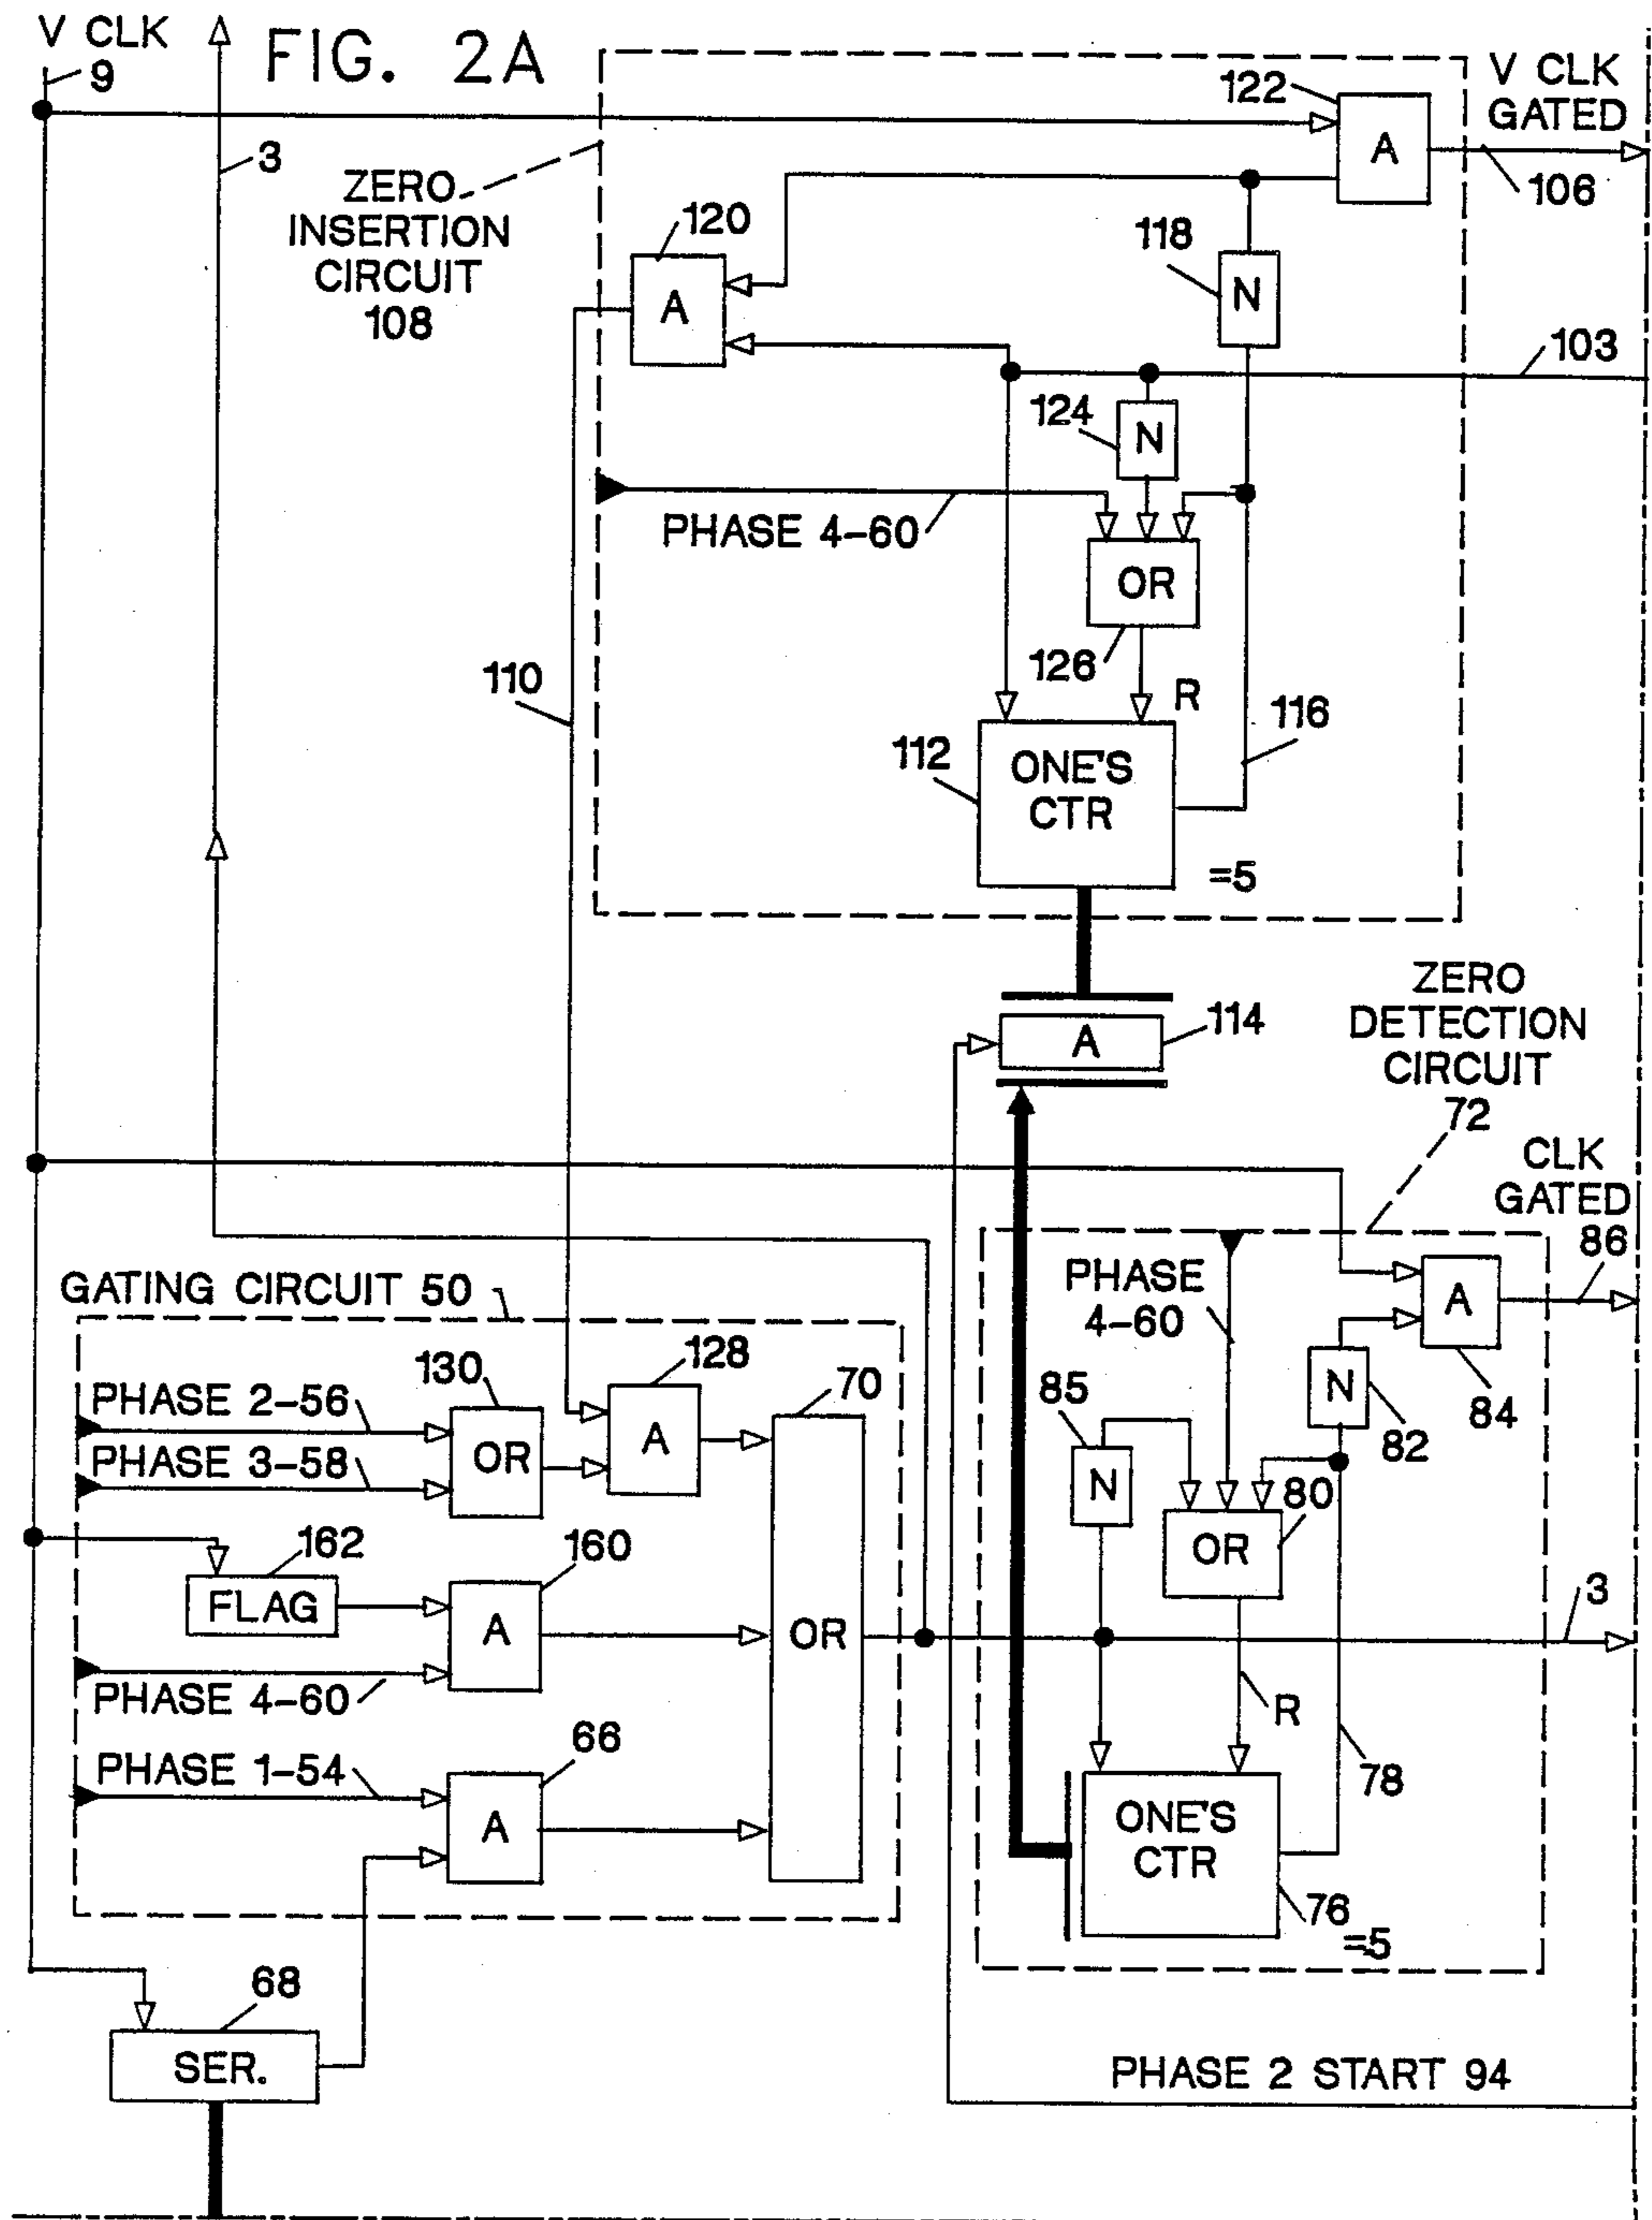 V CLK
9
FIG. 2A
3
122
V CLK
GATED
A
106
ZERO
INSERTION
CIRCUIT
108
120
A
118
N
103
124
N
PHASE 4-60
OR
126
R
110
116
112
ONE'S
CTR
=5
114
A
ZERO
DETECTION
CIRCUIT
72
CLK
GATED
86
GATING CIRCUIT 50
PHASE
4-60
A
84
N
82
130
128
70
85
PHASE 2-56
OR
A
PHASE 3-58
N
80
OR
162
FLAG
160
A
OR
3
PHASE 4-60
R
66
PHASE 1-54
A
78
ONE'S
CTR
76
=5
68
SER.
PHASE 2 START 94